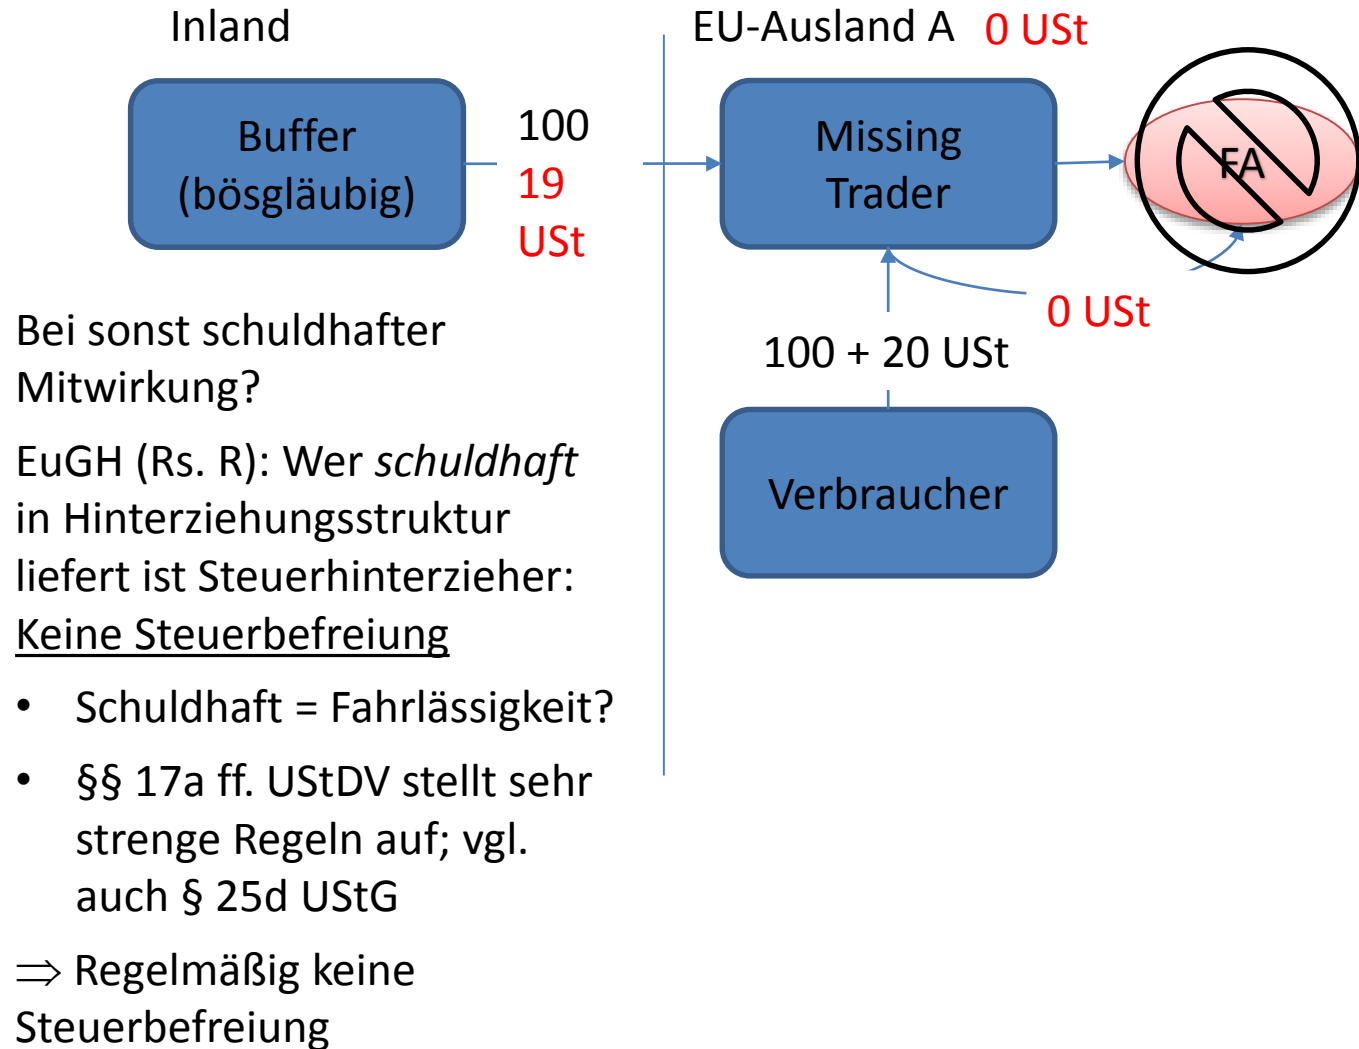 Inland
EU-Ausland A
0 USt
Buffer
(bösgläubig)
100
19
USt
Missing
Trader
FA
0 USt
100 + 20 USt
Verbraucher
Bei sonst schuldhafter
Mitwirkung?
EuGH (Rs. R): Wer schuldhaft
in Hinterziehungsstruktur
liefert ist Steuerhinterzieher:
Keine Steuerbefreiung
• Schuldhaft = Fahrlässigkeit?
• §§ 17a ff. UStDV stellt sehr
strenge Regeln auf; vgl.
auch § 25d UStG
⇒ Regelmäßig keine
Steuerbefreiung